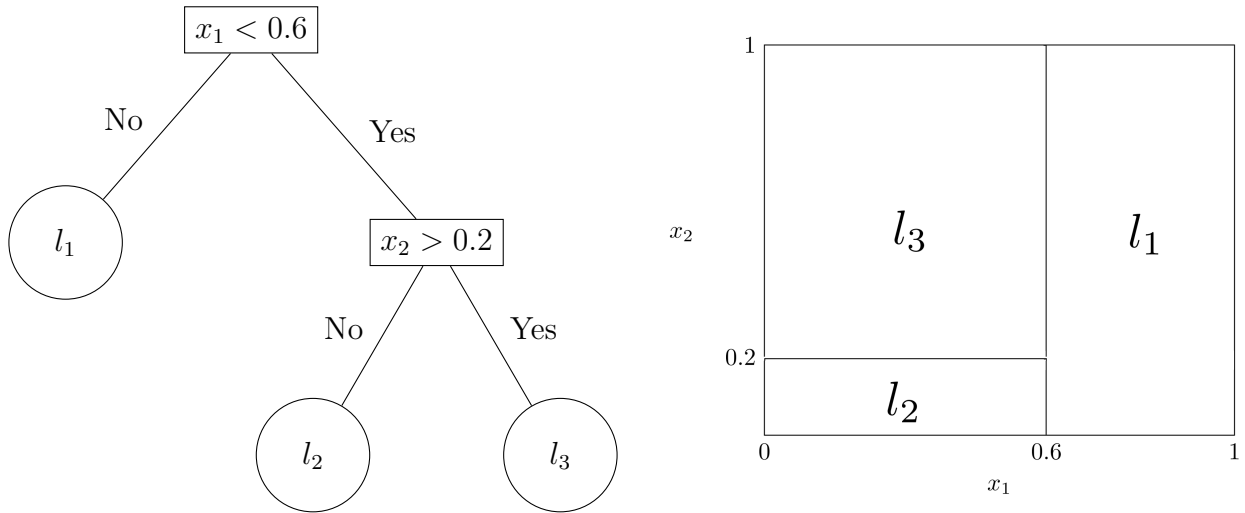 x₁ < 0.6
No
Yes
l₁
x₂ > 0.2
No
Yes
l₂
l₃
1
x₂
l₃
l₁
0.2
l₂
0
0.6
1
x₁